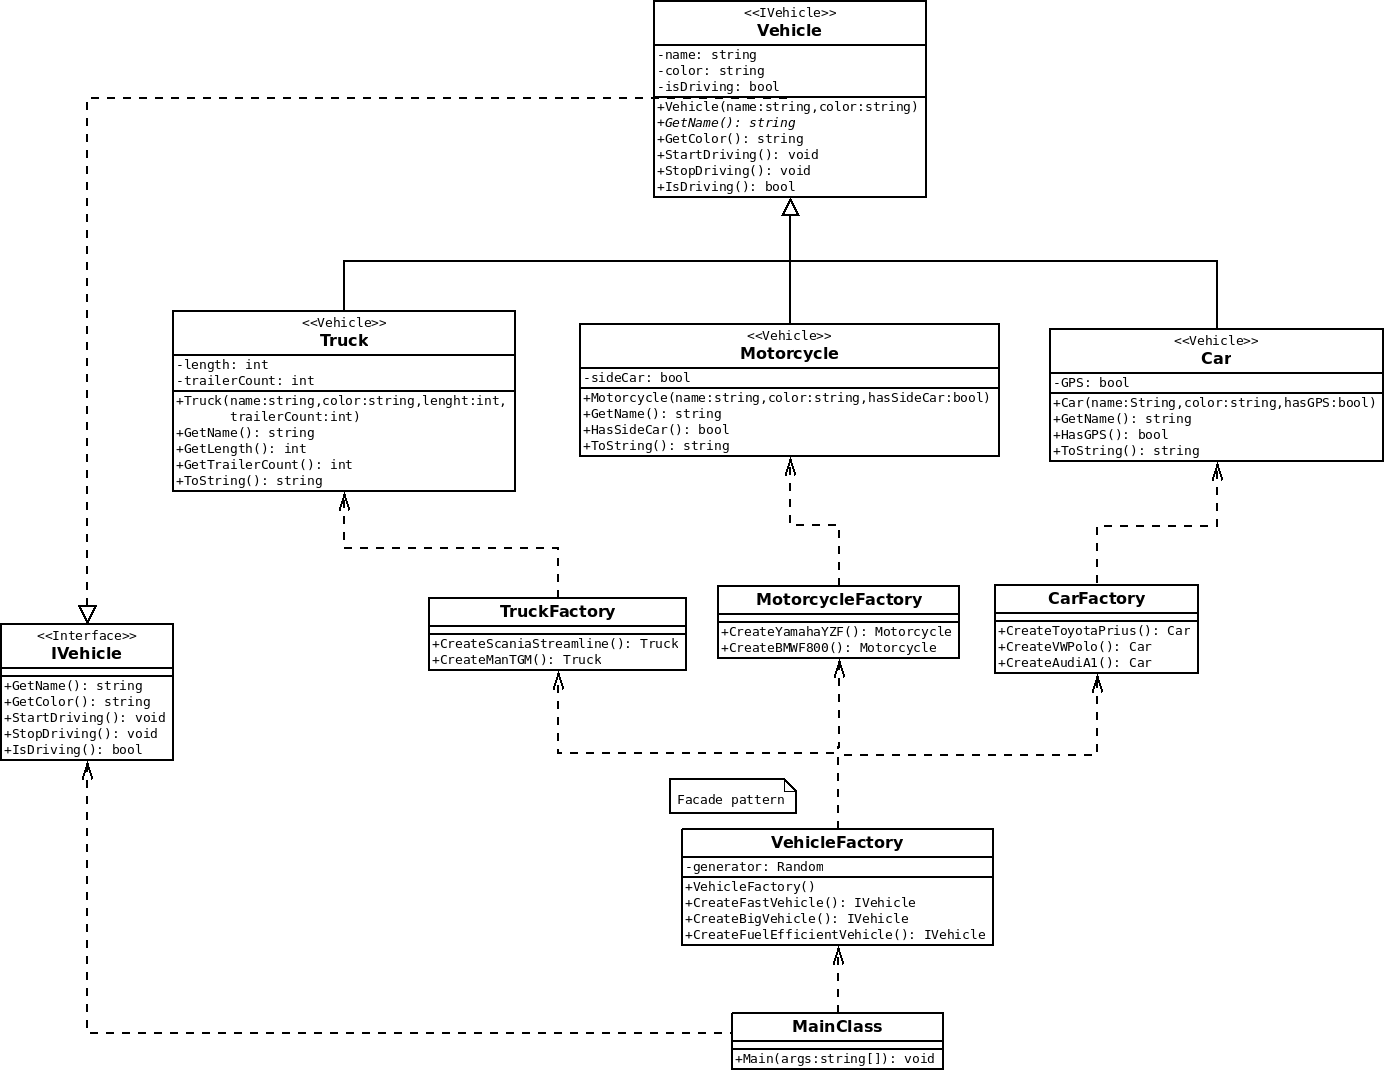 <<IVehicle>>
Vehicle
-name: string
-color: string
-isDriving: bool
+Vehicle(name:string,color:string)
+GetName(): string
+GetColor(): string
+StartDriving(): void
+StopDriving(): void
+IsDriving(): bool
<<Vehicle>>
Truck
-length: int
-trailerCount: int
+Truck(name:string,color:string,lenght:int,
trailerCount:int)
+GetName(): string
+GetLength(): int
+GetTrailerCount(): int
+ToString(): string
<<Vehicle>>
Motorcycle
-sideCar: bool
+Motorcycle(name:string,color:string,hasSideCar:bool)
+GetName(): string
+HasSideCar(): bool
+ToString(): string
<<Vehicle>>
Car
-GPS: bool
+Car(name:String,color:string,hasGPS:bool)
+GetName(): string
+HasGPS(): bool
+ToString(): string
<<Interface>>
IVehicle
+GetName(): string
+GetColor(): string
+StartDriving(): void
+StopDriving(): void
+IsDriving(): bool
TruckFactory
+CreateScaniaStreamline(): Truck
+CreateManTGM(): Truck
MotorcycleFactory
+CreateYamahaYZF(): Motorcycle
+CreateBMWF800(): Motorcycle
CarFactory
+CreateToyotaPrius(): Car
+CreateVWPolo(): Car
+CreateAudiA1(): Car
Facade pattern
VehicleFactory
-generator: Random
+VehicleFactory()
+CreateFastVehicle(): IVehicle
+CreateBigVehicle(): IVehicle
+CreateFuelEfficientVehicle(): IVehicle
MainClass
+Main(args:string[]): void